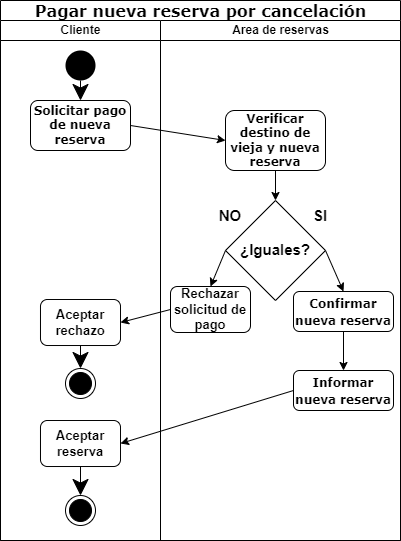 Pagar nueva reserva por cancelación
Cliente
Area de reservas
Solicitar pago
de nueva
reserva
Verificar
destino de
vieja y nueva
reserva
NO
SI
¿Iguales?
Rechazar
solicitud de
pago
Confirmar
nueva reserva
Aceptar
rechazo
Informar
nueva reserva
Aceptar
reserva